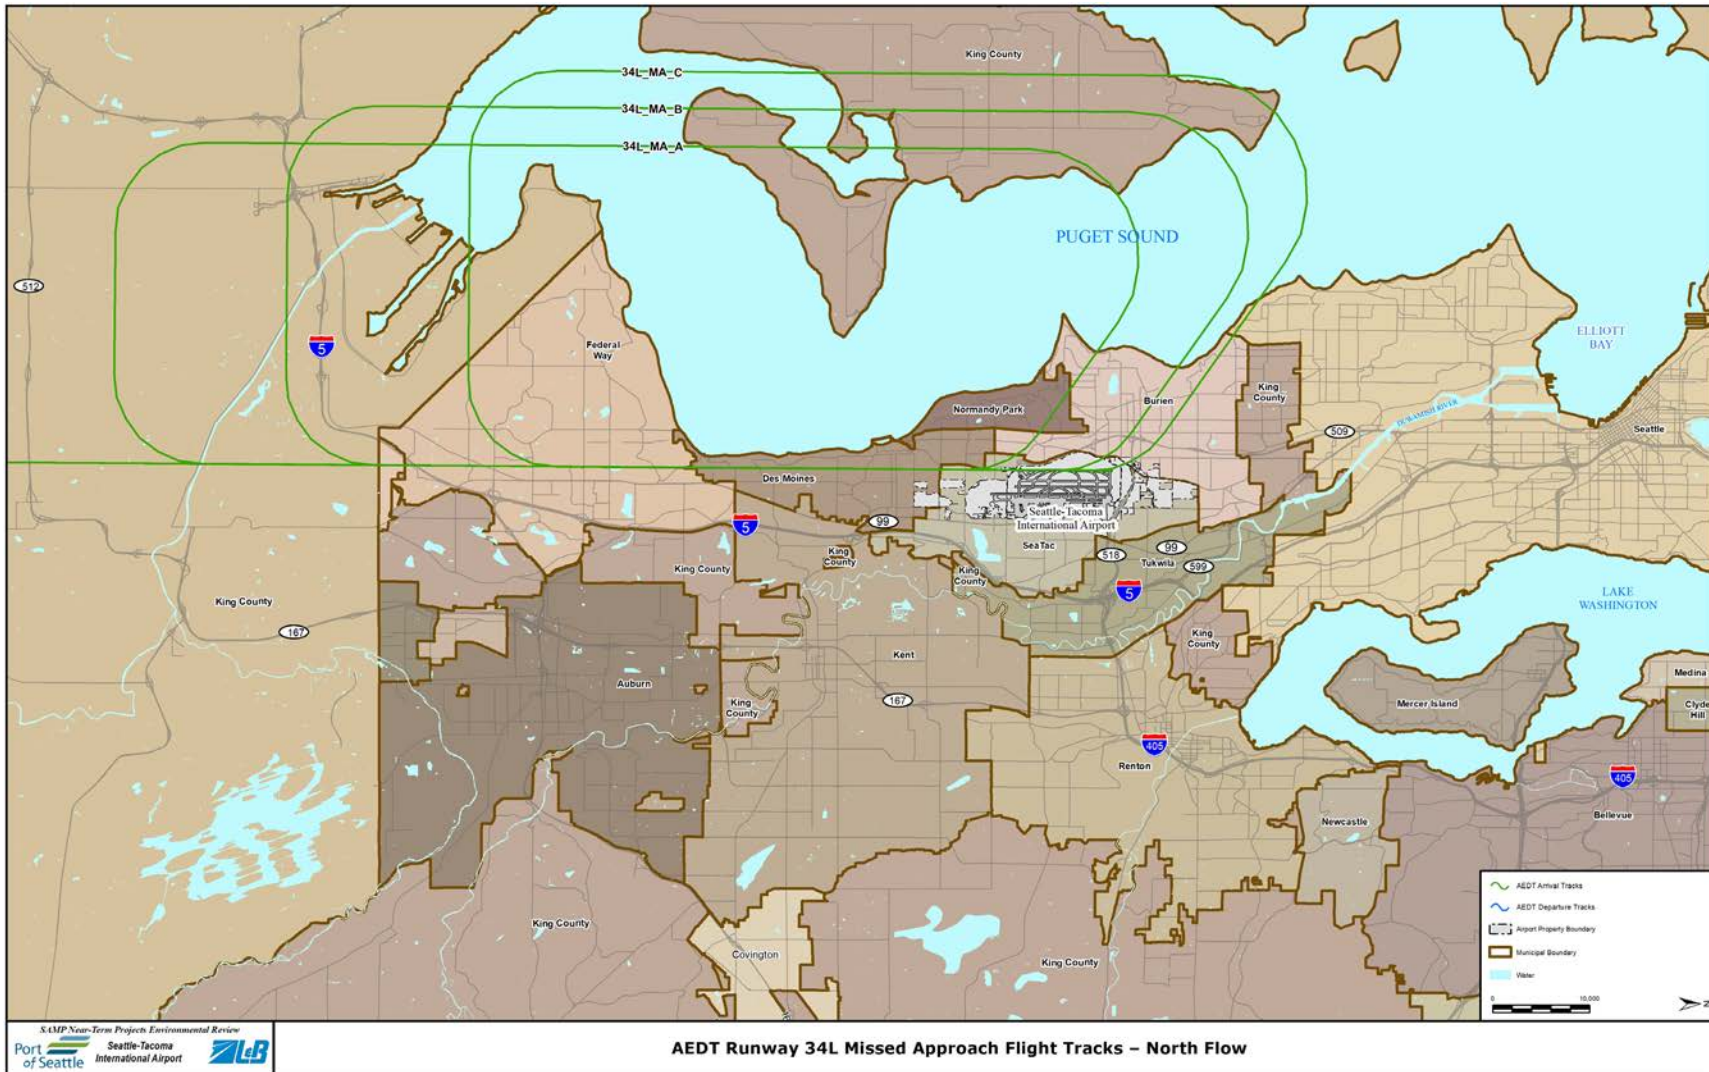 King County
34L_MA_C
34L_MA_B
34L_MA_A
PUGET SOUND
512
5
Federal
Way
ELLIOTT
BAY
King
County
Burien
Normandy Park
DUWAMISH RIVER
509
Seattle
Des Moines
5
99
Seattle-Tacoma
International Airport
SeaTac
518
99
599
Tukwila
King
County
King
County
King County
5
King County
LAKE
WASHINGTON
167
King
County
Kent
Auburn
167
King
County
Medina
Mercer Island
Clyde
Hill
405
Renton
405
Newcastle
Bellevue
King County
Covington
King County
AEDT Arrival Tracks
AEDT Departure Tracks
Airport Property Boundary
Municipal Boundary
Water
0 10,000
SAMP Near-Term Projects Environmental Review
Port
of Seattle
Seattle-Tacoma
International Airport
L&B
AEDT Runway 34L Missed Approach Flight Tracks – North Flow